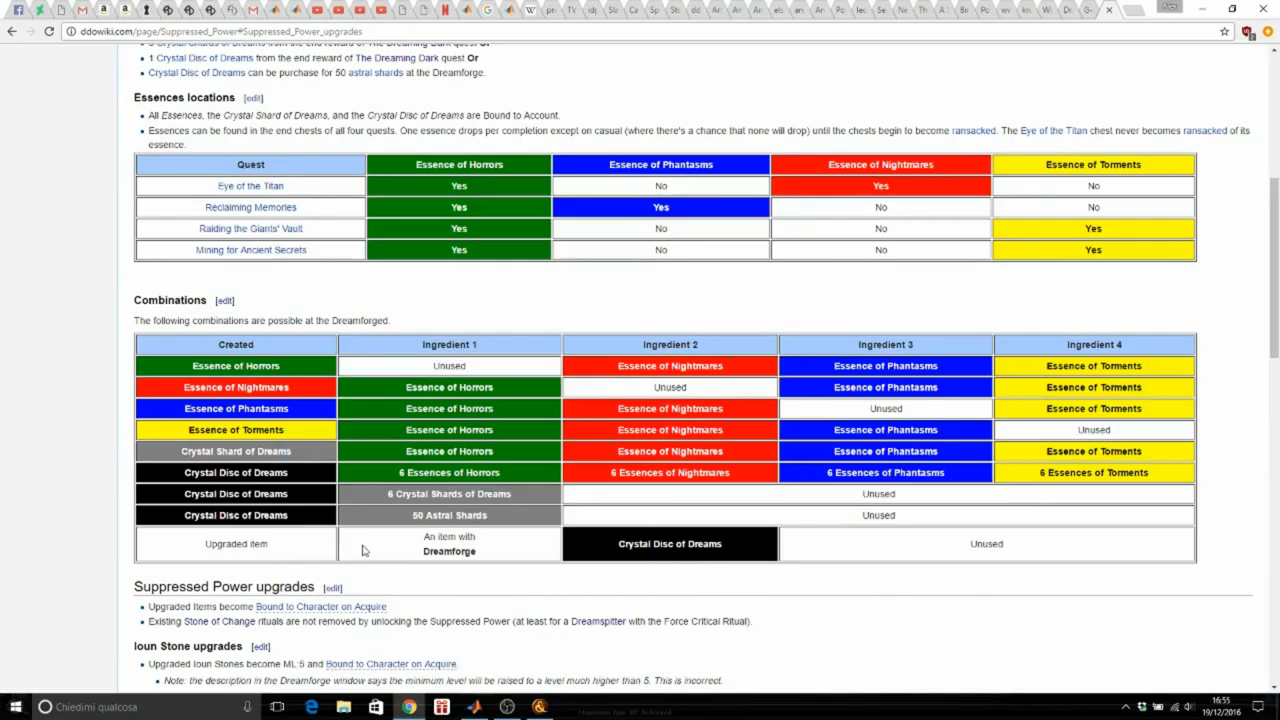 Alex
ddowiki.com/page/Suppressed_Power#Suppressed_Power_upgrades
Crystal Shards of Dreams from the end reward of The Dreaming Dark quest Or
1 Crystal Disc of Dreams from the end reward of The Dreaming Dark quest Or
Crystal Disc of Dreams can be purchase for 50 astral shards at the Dreamforge.
Essences locations [edit]
All Essences, the Crystal Shard of Dreams, and the Crystal Disc of Dreams are Bound to Account.
Essences can be found in the end chests of all four quests. One essence drops per completion except on casual (where there's a chance that none will drop) until the chests begin to become ransacked. The Eye of the Titan chest never becomes ransacked of its
essence.
Quest Essence of Horrors Essence of Phantasms Essence of Nightmares Essence of Torments
Eye of the Titan Yes No Yes No
Reclaiming Memories Yes Yes No No
Raiding the Giants' Vault Yes No No Yes
Mining for Ancient Secrets Yes No No Yes
Combinations [edit]
The following combinations are possible at the Dreamforged.
Created Ingredient 1 Ingredient 2 Ingredient 3 Ingredient 4
Essence of Horrors Unused Essence of Nightmares Essence of Phantasms Essence of Torments
Essence of Nightmares Essence of Horrors Unused Essence of Phantasms Essence of Torments
Essence of Phantasms Essence of Horrors Essence of Nightmares Unused Essence of Torments
Essence of Torments Essence of Horrors Essence of Nightmares Essence of Phantasms Unused
Crystal Shard of Dreams Essence of Horrors Essence of Nightmares Essence of Phantasms Essence of Torments
Crystal Disc of Dreams 6 Essences of Horrors 6 Essences of Nightmares 6 Essences of Phantasms 6 Essences of Torments
Crystal Disc of Dreams 6 Crystal Shards of Dreams Unused
Crystal Disc of Dreams 50 Astral Shards Unused
Upgraded item An item with Dreamforge Crystal Disc of Dreams Unused
Suppressed Power upgrades [edit]
Upgraded Items become Bound to Character on Acquire
Existing Stone of Change rituals are not removed by unlocking the Suppressed Power (at least for a Dreamspitter with the Force Critical Ritual).
Ioun Stone upgrades [edit]
Upgraded Ioun Stones become ML:5 and Bound to Character on Acquire.
Note: the description in the Dreamforge window says the minimum level will be raised to a level much higher than 5. This is incorrect.
Chiedimi qualcosa
16:55
19/12/2016